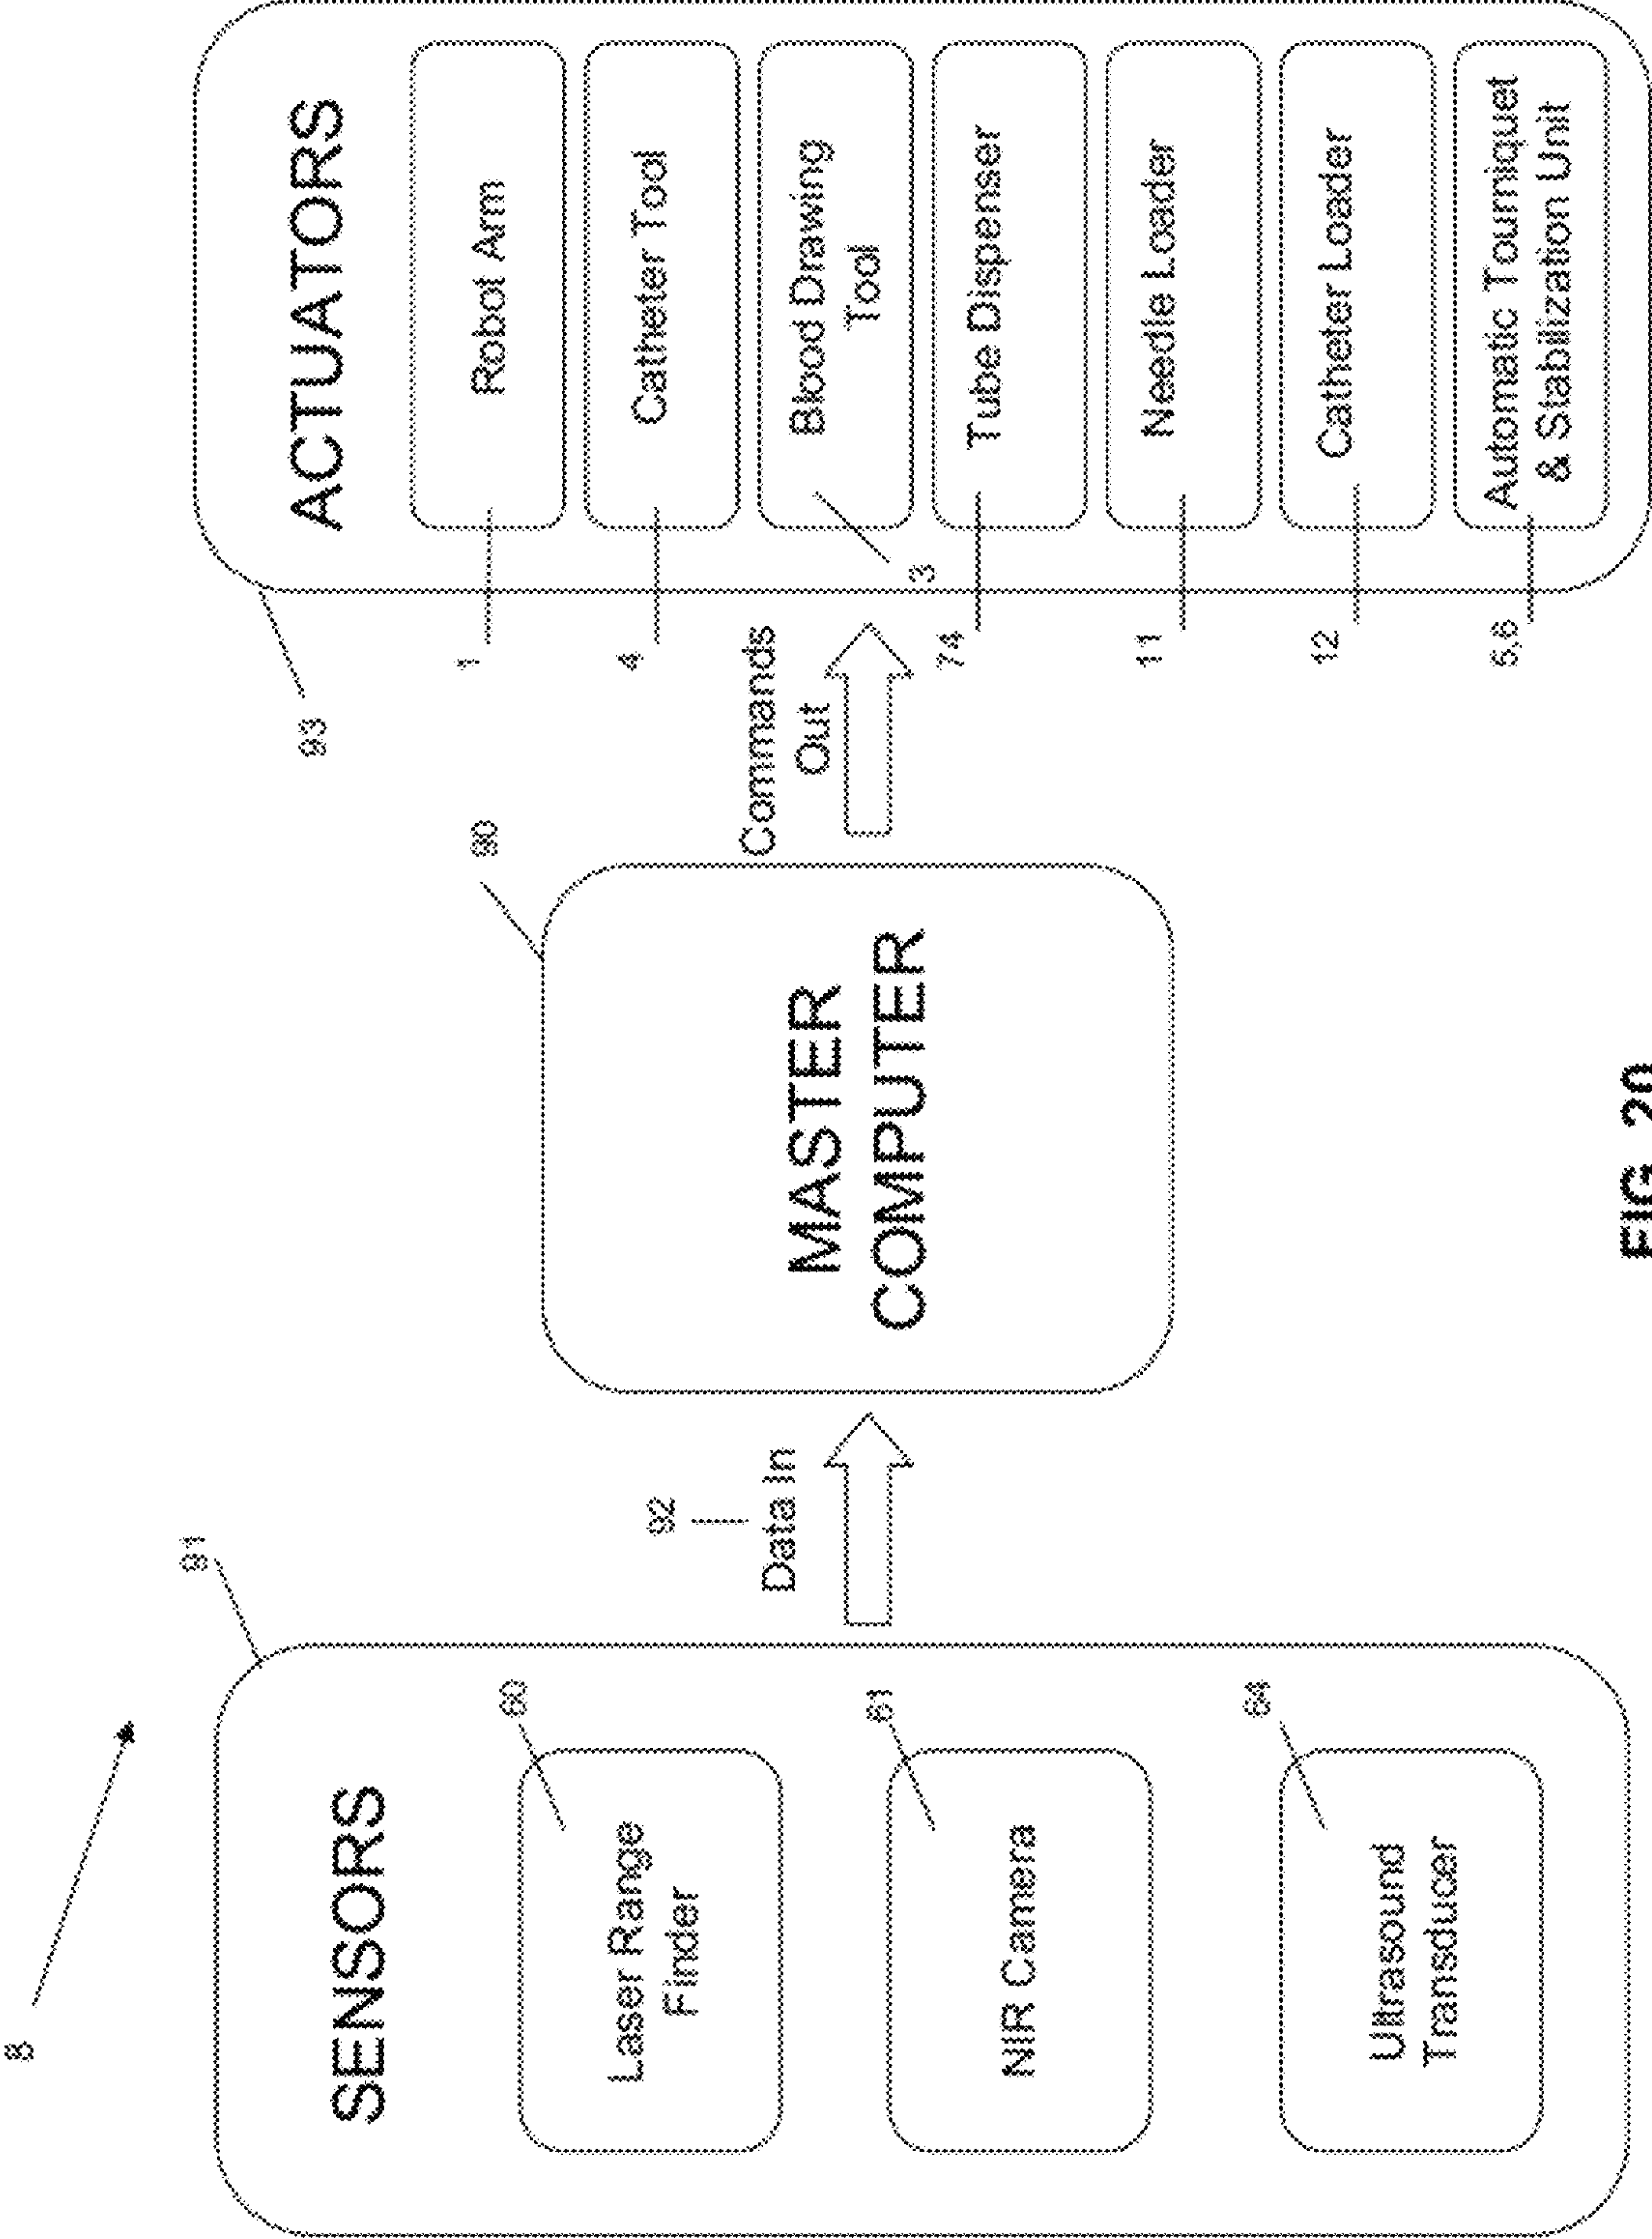 8
91
SENSORS
60
Laser Range
Finder
61
NIR Camera
64
Ultrasound
Transducer
92
Data In
90
MASTER
COMPUTER
Commands
Out
93
ACTUATORS
1
Robot Arm
4
Catheter Tool
3
Blood Drawing
Tool
74
Tube Dispenser
11
Needle Loader
12
Catheter Loader
5,6
Automatic Tourniquet
& Stabilization Unit
FIG. 20